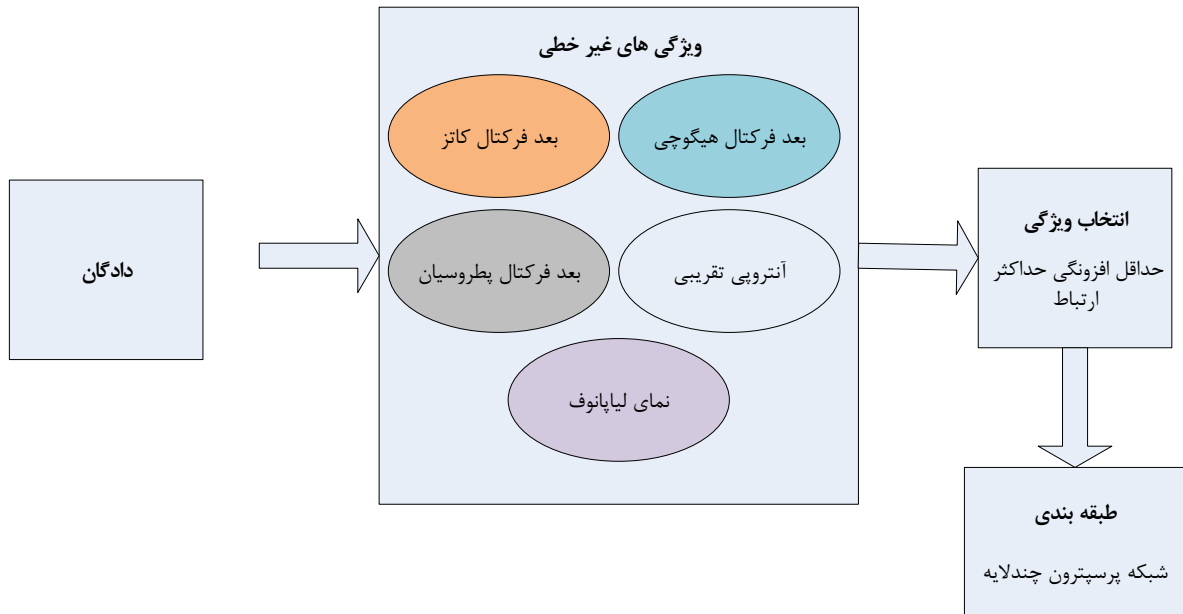 ویژگی های غیر خطی
بعد فرکتال هیگوچی
بعد فرکتال کاتز
آنتروپی تقریبی
بعد فرکتال پطروسیان
نمای لیاپانوف
دادگان
انتخاب ویژگی
حداقل افزونگی حداکثر
ارتباط
طبقه بندی
شبکه پرسپترون چندلایه